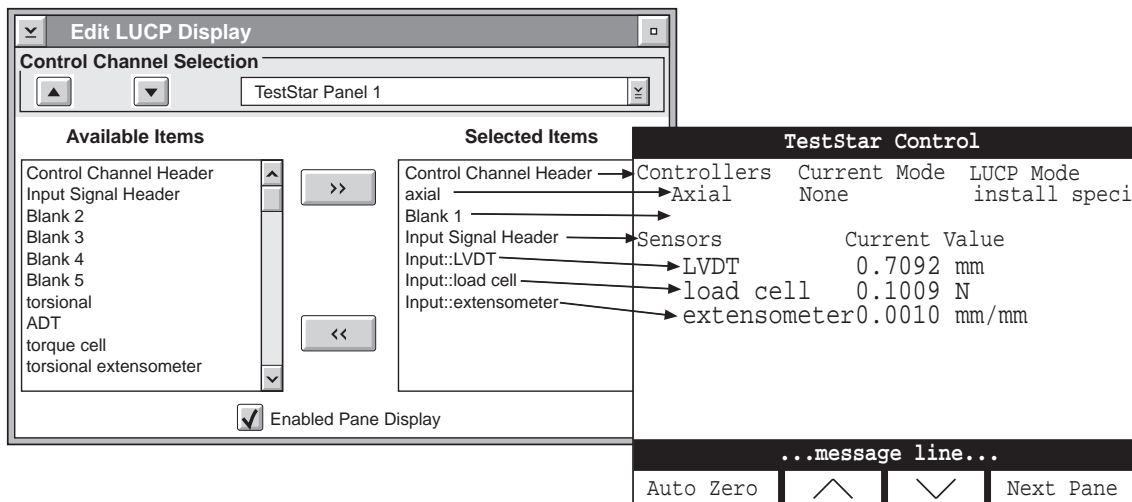 Edit LUCP Display
Control Channel Selection
TestStar Panel 1
Available Items
Control Channel Header
Input Signal Header
Blank 2
Blank 3
Blank 4
Blank 5
torsional
ADT
torque cell
torsional extensometer
>>
<<
Selected Items
Control Channel Header
axial
Blank 1
Input Signal Header
Input::LVDT
Input::load cell
Input::extensometer
Enabled Pane Display
TestStar Control
Controllers Current Mode LUCP Mode
Axial None install speci
Sensors Current Value
LVDT 0.7092 mm
load cell 0.1009 N
extensometer0.0010 mm/mm
...message line...
Auto Zero Next Pane